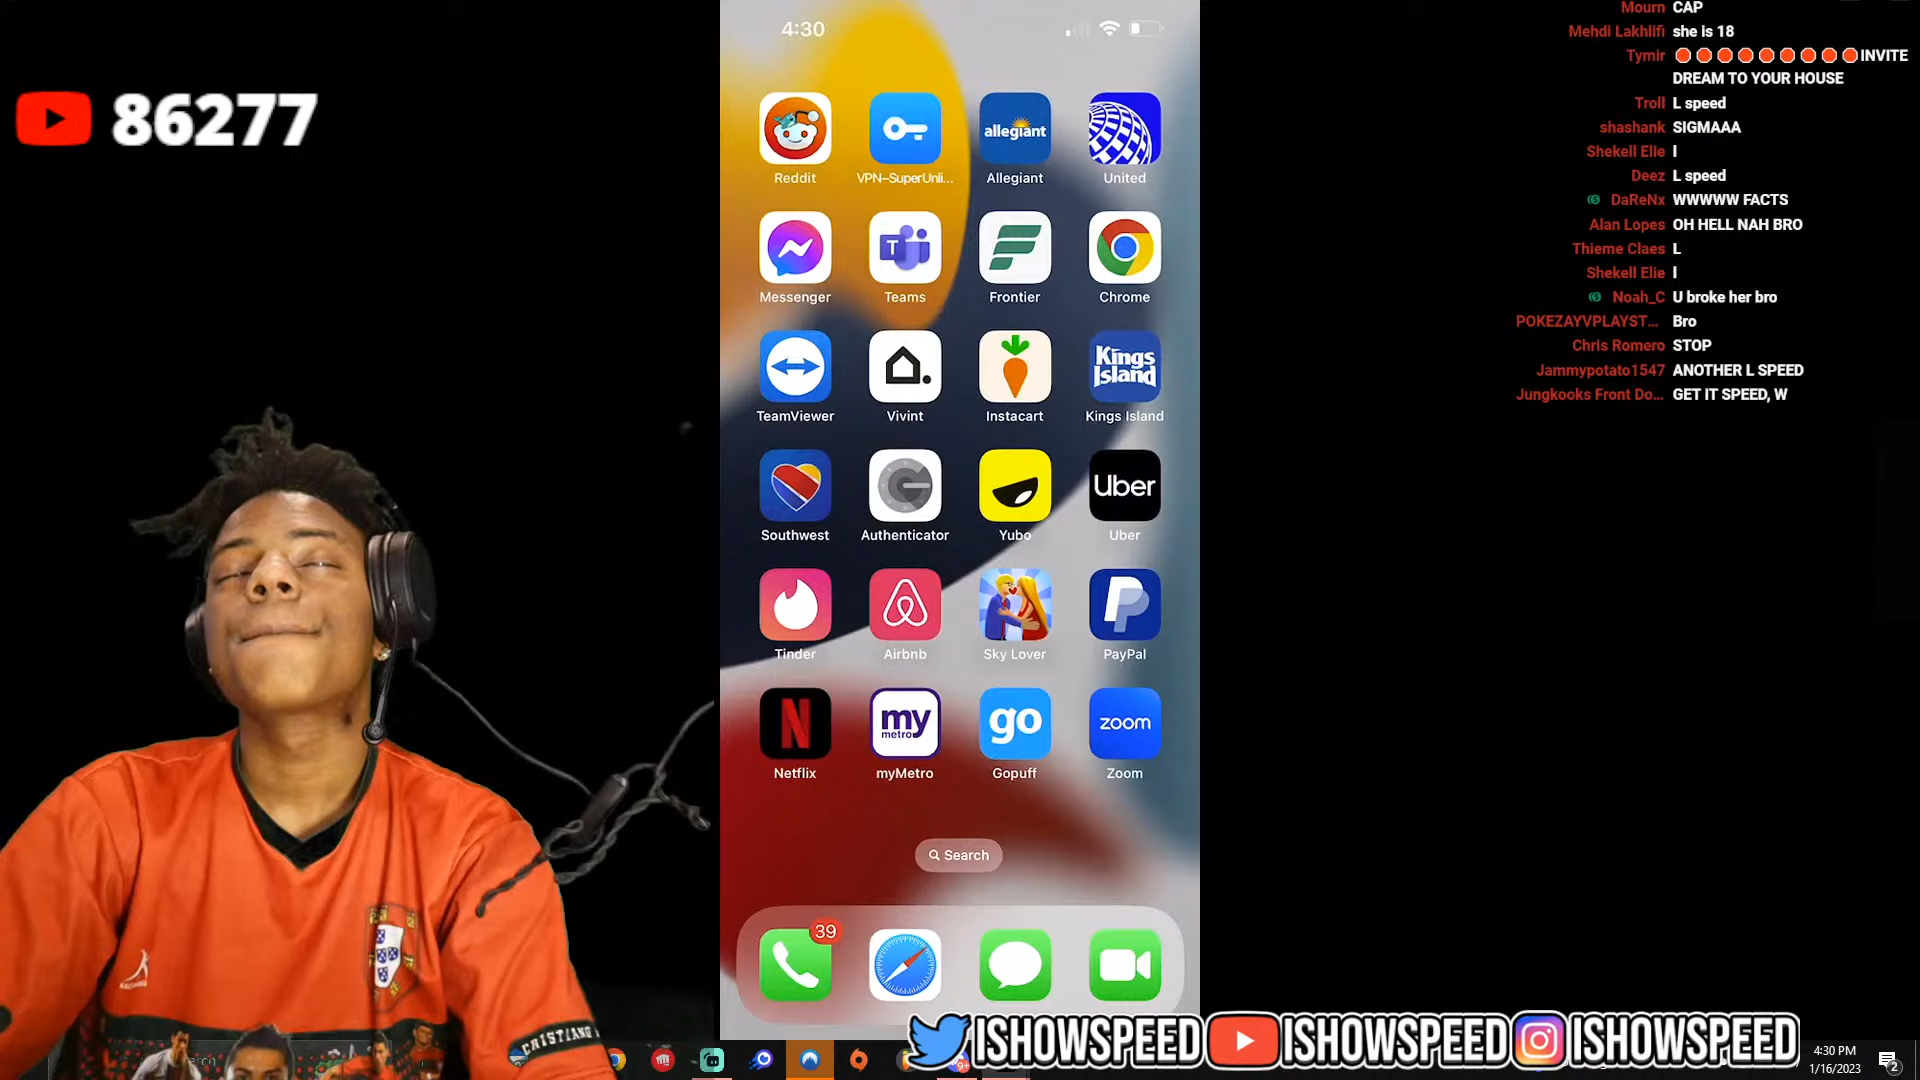 86277
4:30
Reddit
VPN–SuperUnli...
allegiant
Allegiant
United
Messenger
T
Teams
Frontier
Chrome
TeamViewer
Vivint
Instacart
Kings Island
Kings Island
Southwest
Authenticator
Yubo
Uber
Uber
Tinder
Airbnb
Sky Lover
PayPal
N
Netflix
my metro
myMetro
go
Gopuff
zoom
Zoom
Search
39
Mourn CAP
Mehdi Lakhlifi she is 18
Tymir INVITE
DREAM TO YOUR HOUSE
Troll L speed
shashank SIGMAAA
Shekell Elie I
Deez L speed
DaReNx WWWWW FACTS
Alan Lopes OH HELL NAH BRO
Thieme Claes L
Shekell Elie I
Noah_C U broke her bro
POKEZAYVPLAYST... Bro
Chris Romero STOP
Jammypotato1547 ANOTHER L SPEED
Jungkooks Front Do... GET IT SPEED, W
CRISTIANO
ISHOWSPEED ISHOWSPEED ISHOWSPEED
9+
4:30 PM
1/16/2023
2